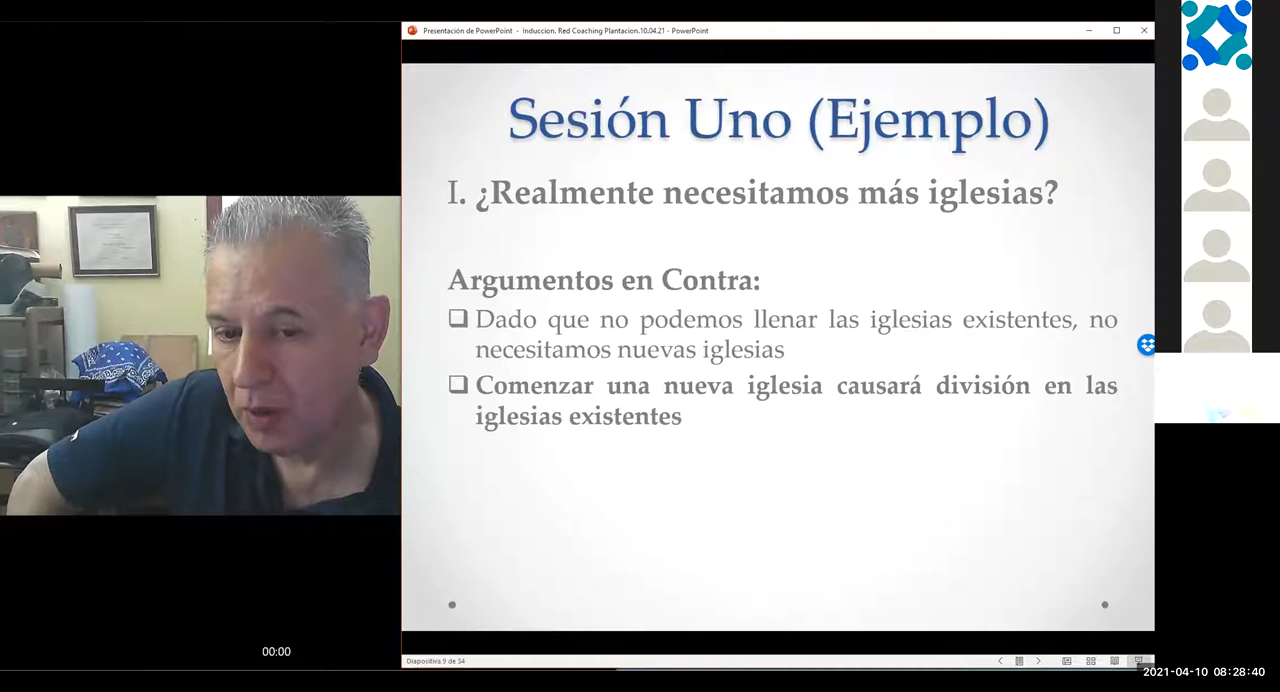 Presentación de PowerPoint - Induccion. Red Coaching Plantacion.10.04.21 - PowerPoint
Sesión Uno (Ejemplo)
I. ¿Realmente necesitamos más iglesias?
Argumentos en Contra:
❑ Dado que no podemos llenar las iglesias existentes, no
necesitamos nuevas iglesias
❑ Comenzar una nueva iglesia causará división en las
iglesias existentes
00:00
Diapositiva 9 de 34
2021-04-10 08:28:40